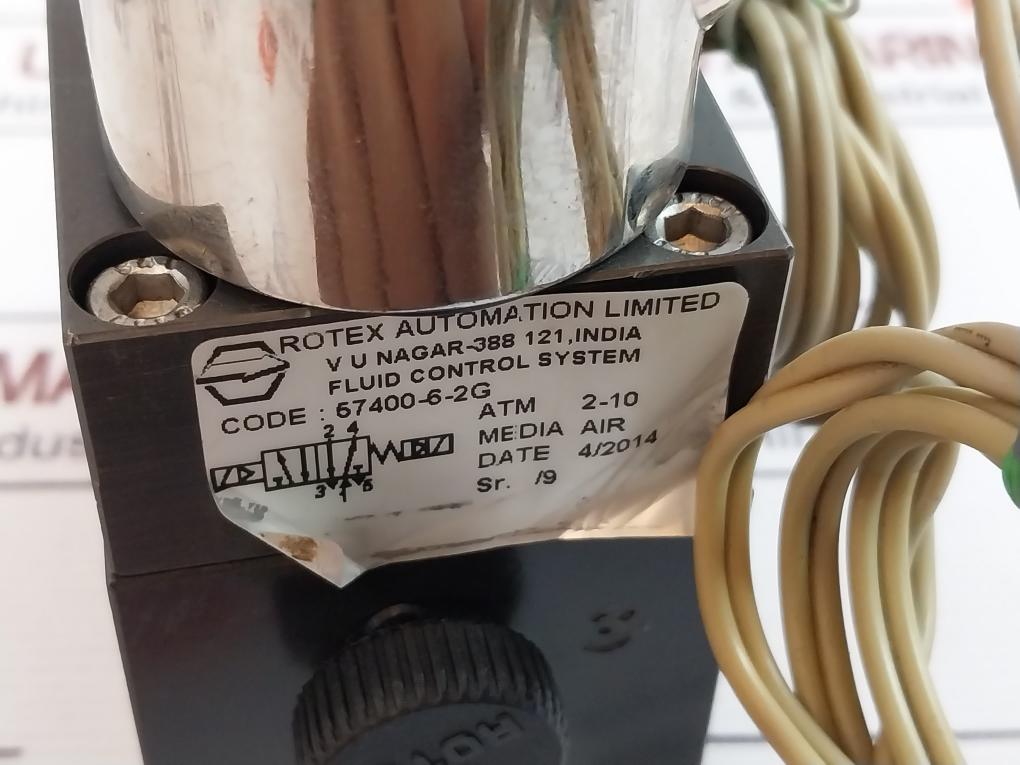 ROTEX AUTOMATION LIMITED
V U NAGAR-388 121, INDIA
FLUID CONTROL SYSTEM
CODE : 57400-6-2G
ATM 2-10
MEDIA AIR
DATE 4/2014
Sr. /9
2 4
3 1 5